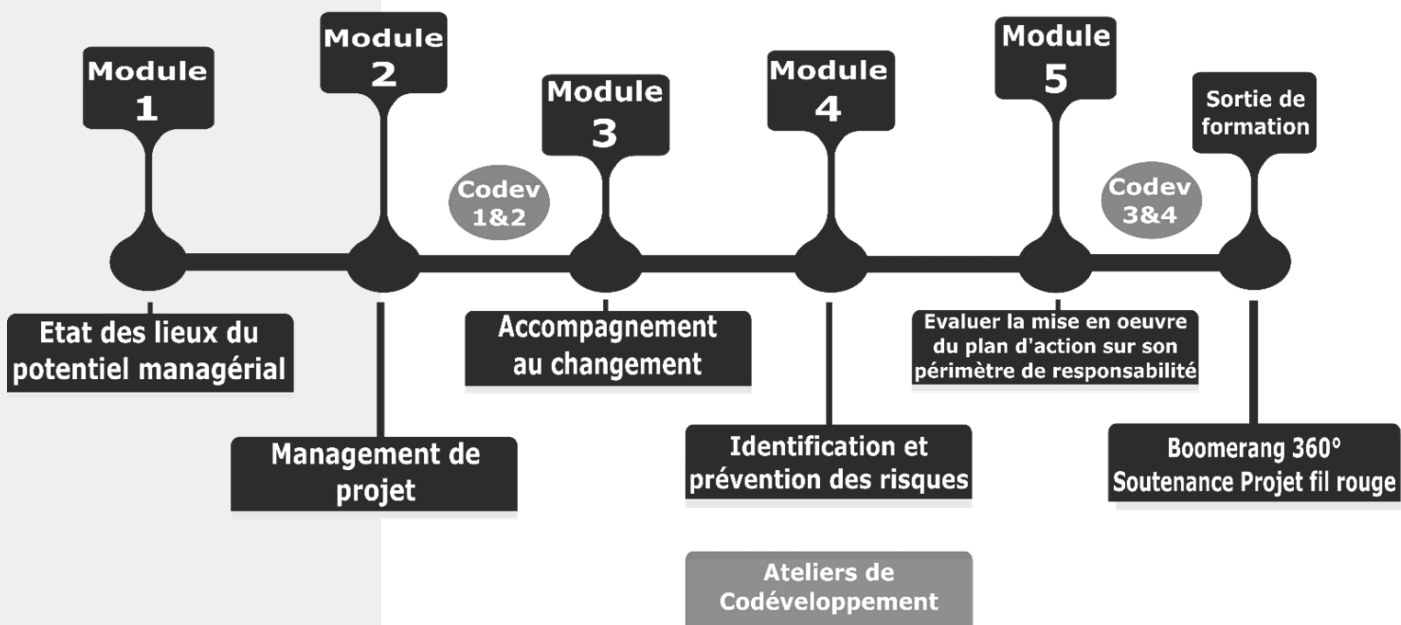 Module
1
Module
2
Module
3
Module
4
Module
5
Sortie de
formation
Codev
1&2
Codev
3&4
Etat des lieux du
potentiel managérial
Management de
projet
Accompagnement
au changement
Identification et
prévention des risques
Evaluer la mise en oeuvre
du plan d'action sur son
périmètre de responsabilité
Boomerang 360º
Soutenance Projet fil rouge
Ateliers de
Codéveloppement